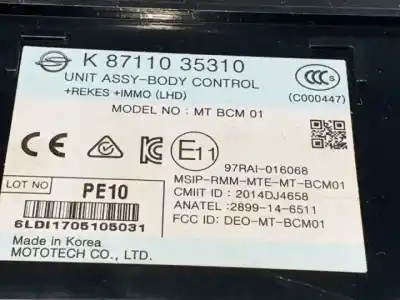 K 87110 35310
UNIT ASSY-BODY CONTROL
+REKES +IMMO (LHD)
MODEL NO : MT BCM 01
CCC S
(C000447)
CE
E11
97RAI-016068
MSIP-RMM-MTE-MT-BCM01
CMIIT ID : 2014DJ4658
ANATEL : 2899-14-6511
FCC ID: DEO-MT-BCM01
LOT NO
PE10
6LDI1705105031
Made in Korea
MOTOTECH CO., LTD.